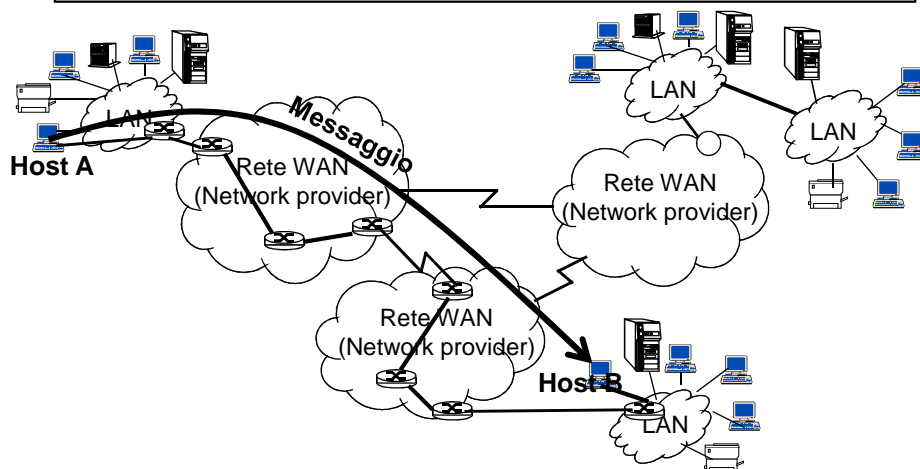 LAN
LAN
LAN
Messaggio
Host A
Rete WAN
(Network provider)
Rete WAN
(Network provider)
Rete WAN
(Network provider)
Host B
LAN